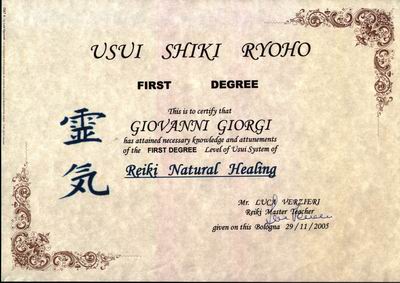 USUI SHIKI RYOHO
FIRST DEGREE
This is to certify that
GIOVANNI GIORGI
has attained necessary knowledge and attunements
of the FIRST DEGREE Level of Usui System of
Reiki Natural Healing
靈
気
Mr. LUCA VERZIERI
Reiki Master Teacher
given on this Bologna 29/11/2005